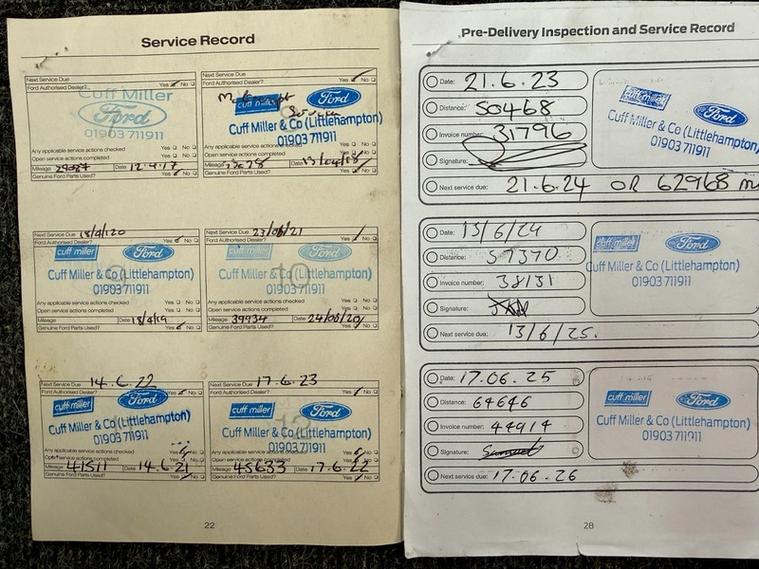 Service Record
Next Service Due
Ford Authorised Dealer? Yes No
Cuff Miller
Ford
01903 711911
Any applicable service actions checked Yes No
Open service actions completed Yes No
Mileage Date 12.4.17
Genuine Ford Parts Used? Yes No
Next Service Due Yes No
Ford Authorised Dealer?
cuff miller Ford
Cuff Miller & Co (Littlehampton)
01903 711911
Any applicable service actions checked
Open service actions completed
Mileage Date 13/04/18
Genuine Ford Parts Used? Yes No
Next Service Due 18/4/20
Ford Authorised Dealer? Yes No
cuff miller Ford
Cuff Miller & Co (Littlehampton)
01903 711911
Any applicable service actions checked Yes No
Open service actions completed Yes No
Mileage Date 18/4/19
Genuine Ford Parts Used? Yes No
Next Service Due 23/06/21
Ford Authorised Dealer? Yes No
cuff miller Ford
Cuff Miller & Co (Littlehampton)
01903 711911
Any applicable service actions checked Yes No
Open service actions completed Yes No
Mileage 39934 Date 24/06/20
Genuine Ford Parts Used? Yes No
Next Service Due 14.6.22
Ford Authorised Dealer? Yes No
cuff miller Ford
Cuff Miller & Co (Littlehampton)
01903 711911
Any applicable service actions checked
Open service actions completed Yes No
Mileage 41511 Date 14.6.21
Genuine Ford Parts Used? Yes No
Next Service Due 17.6.23
Ford Authorised Dealer? Yes No
cuff miller Ford
Cuff Miller & Co (Littlehampton)
01903 711911
Any applicable service actions checked
Open service actions completed Yes No
Mileage 45633 Date 17.6.22
Genuine Ford Parts Used? Yes No
22
Pre-Delivery Inspection and Service Record
Date: 21.6.23
Distance: 50468
Invoice number: 31796
Signature:
cuff miller Ford
Cuff Miller & Co (Littlehampton)
01903 711911
Next service due: 21.6.24 OR 62968
Date: 13/6/24
Distance: 57370
Invoice number: 38131
Signature:
cuff miller Ford
Cuff Miller & Co (Littlehampton)
01903 711911
Next service due: 13/6/25.
Date: 17.06.25
Distance: 64646
Invoice number: 44914
Signature:
cuff miller Ford
Cuff Miller & Co (Littlehampton)
01903 711911
Next service due: 17.06.26
28